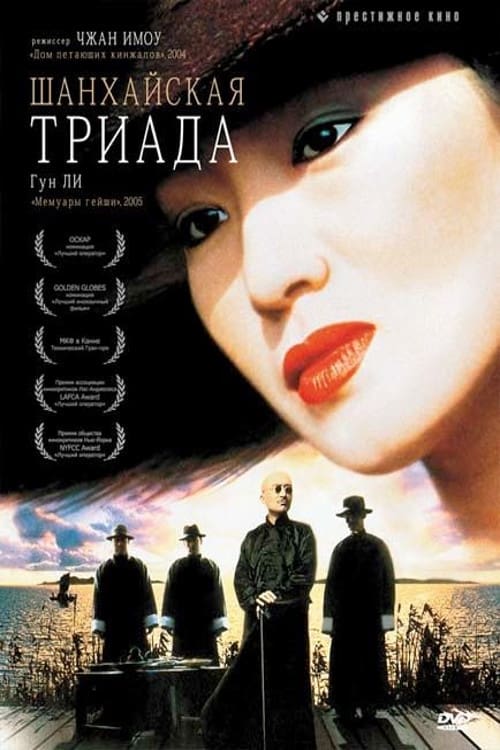 престижное кино
режиссер ЧЖАН ИМОУ
«Дом летающих кинжалов», 2004
ШАНХАЙСКАЯ
ТРИАДА
ГУН ЛИ
«Мемуары гейши», 2005
ОСКАР
номинация
«Лучший оператор»
GOLDEN GLOBES
номинация
«Лучший иноязычный
фильм»
МКФ в Канне
Технический Гран-при
Премия ассоциации
кинокритиков Лос-Анджелеса
LAFCA Award
«Лучший оператор»
Премия общества
кинокритиков Нью-Йорка
NYFCC Award
«Лучший оператор»
DVD